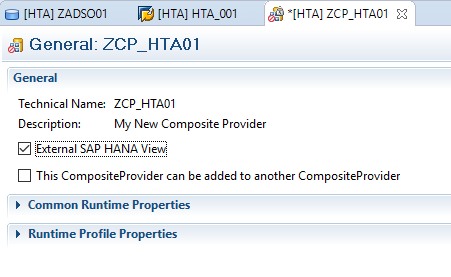 [HTA] ZADSO01 [HTA] HTA_001 *[HTA] ZCP_HTA01
General: ZCP_HTA01
General
Technical Name: ZCP_HTA01
Description: My New Composite Provider
External SAP HANA View
This CompositeProvider can be added to another CompositeProvider
Common Runtime Properties
Runtime Profile Properties